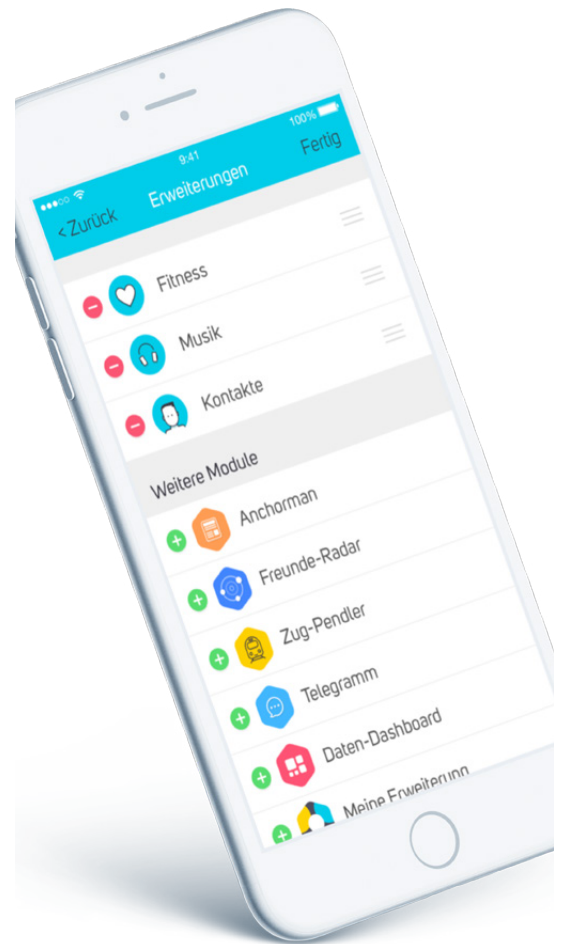 9:41
100%
< Zurück
Erweiterungen
Fertig
Fitness
Musik
Kontakte
Weitere Module
Anchorman
Freunde-Radar
Zug-Pendler
Telegramm
Daten-Dashboard
Meine Erweiterung